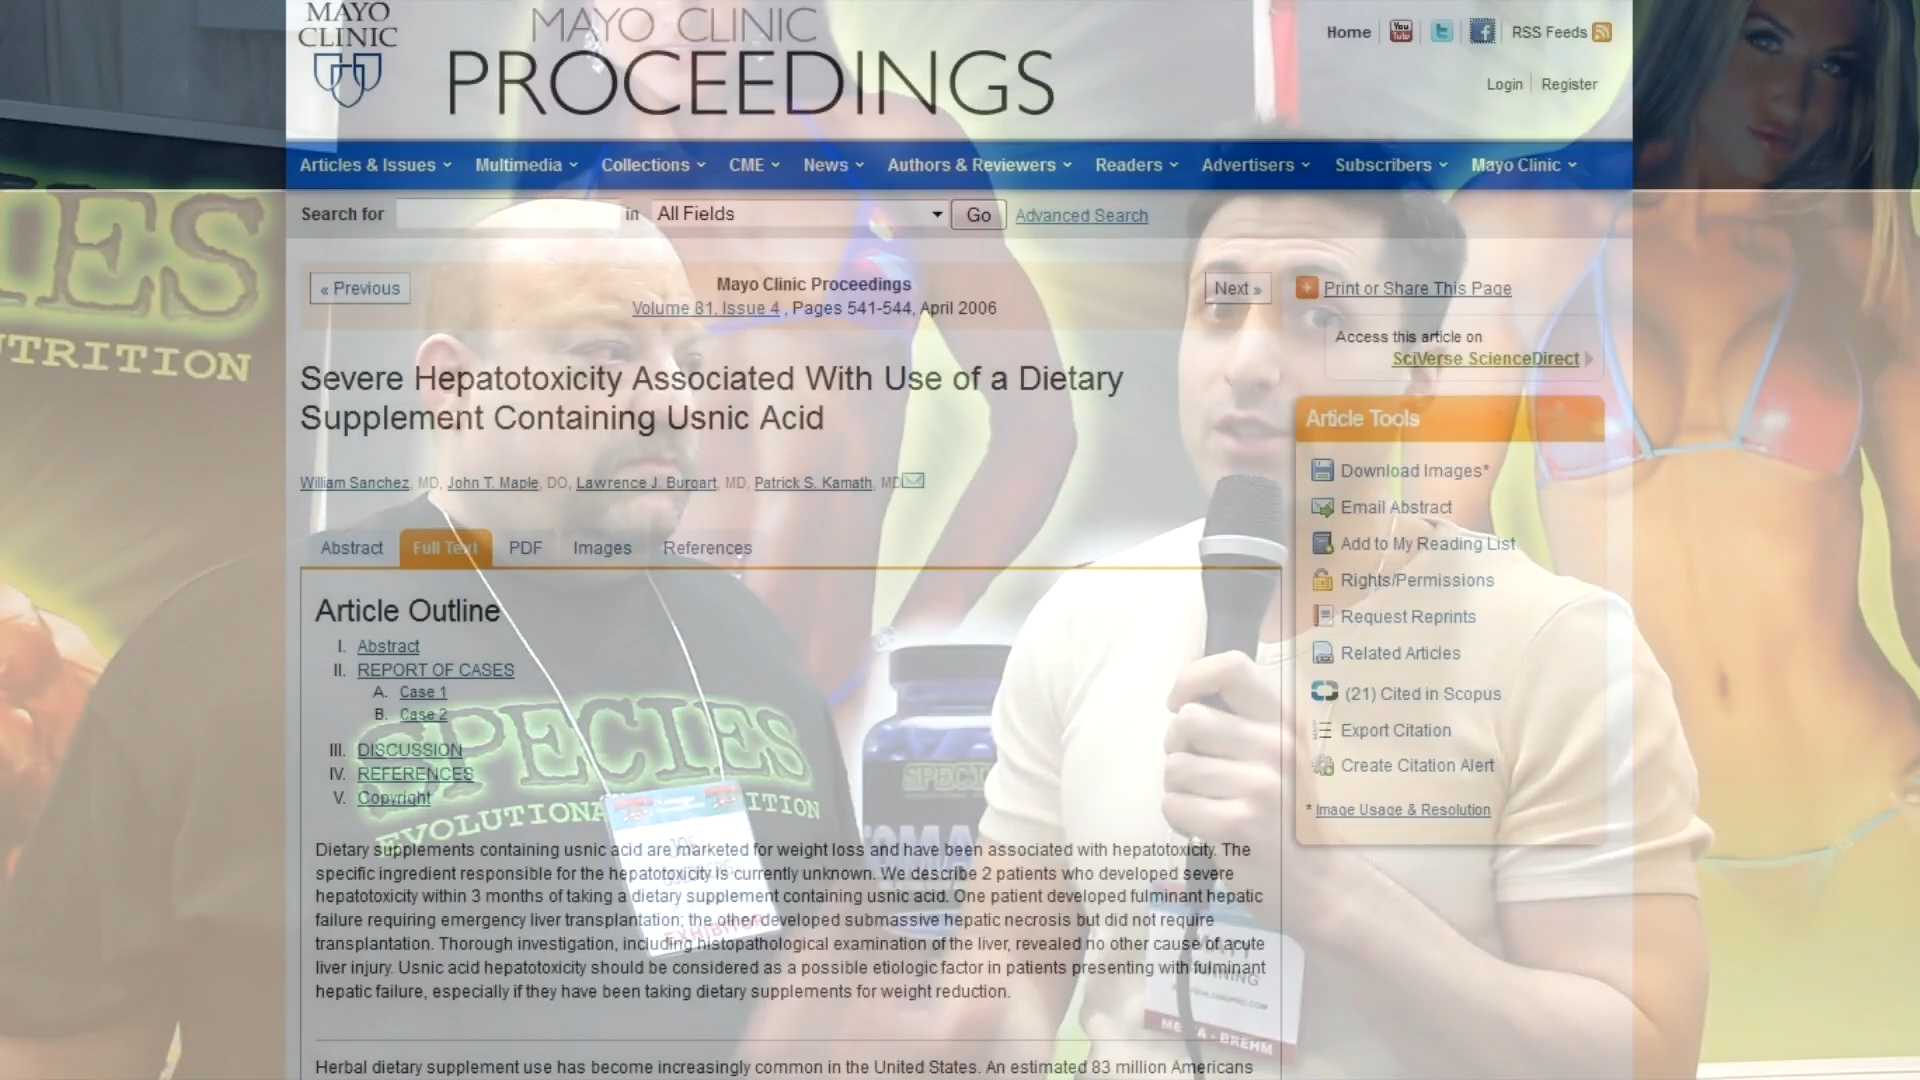 MAYO
CLINIC
MAYO CLINIC
PROCEEDINGS
Home
You
Tube
RSS Feeds
Login
Register
Articles & Issues
Multimedia
Collections
CME
News
Authors & Reviewers
Readers
Advertisers
Subscribers
Mayo Clinic
Search for
in
All Fields
Go
Advanced Search
IES
TRITION
« Previous
Mayo Clinic Proceedings
Volume 81, Issue 4 , Pages 541-544, April 2006
Next »
Print or Share This Page
Access this article on
SciVerse ScienceDirect
Severe Hepatotoxicity Associated With Use of a Dietary
Supplement Containing Usnic Acid
William Sanchez, MD, John T. Maple, DO, Lawrence J. Burgart, MD, Patrick S. Kamath, MD
Abstract
Full Text
PDF
Images
References
Article Tools
Download Images*
Email Abstract
Add to My Reading List
Rights/Permissions
Request Reprints
Related Articles
(21) Cited in Scopus
Export Citation
Create Citation Alert
* Image Usage & Resolution
Article Outline
I. Abstract
II. REPORT OF CASES
A. Case 1
B. Case 2
III. DISCUSSION
IV. REFERENCES
V. Copyright
SPECIES
EXHIBITOR
Dietary supplements containing usnic acid are marketed for weight loss and have been associated with hepatotoxicity. The
specific ingredient responsible for the hepatotoxicity is currently unknown. We describe 2 patients who developed severe
hepatotoxicity within 3 months of taking a dietary supplement containing usnic acid. One patient developed fulminant hepatic
failure requiring emergency liver transplantation; the other developed submassive hepatic necrosis but did not require
transplantation. Thorough investigation, including histopathological examination of the liver, revealed no other cause of acute
liver injury. Usnic acid hepatotoxicity should be considered as a possible etiologic factor in patients presenting with fulminant
hepatic failure, especially if they have been taking dietary supplements for weight reduction.
Herbal dietary supplement use has become increasingly common in the United States. An estimated 83 million Americans